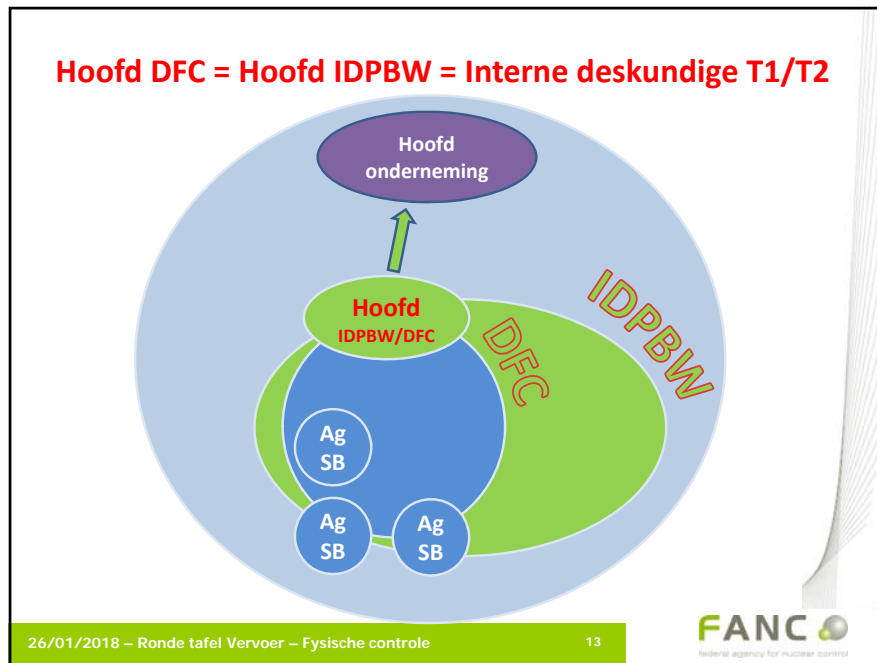 Hoofd DFC = Hoofd IDPBW = Interne deskundige T1/T2
Hoofd
onderneming
Hoofd
IDPBW/DFC
DFC
IDPBW
Ag
SB
Ag
SB
Ag
SB
26/01/2018 – Ronde tafel Vervoer – Fysische controle
13
FANC
federal agency for nuclear control